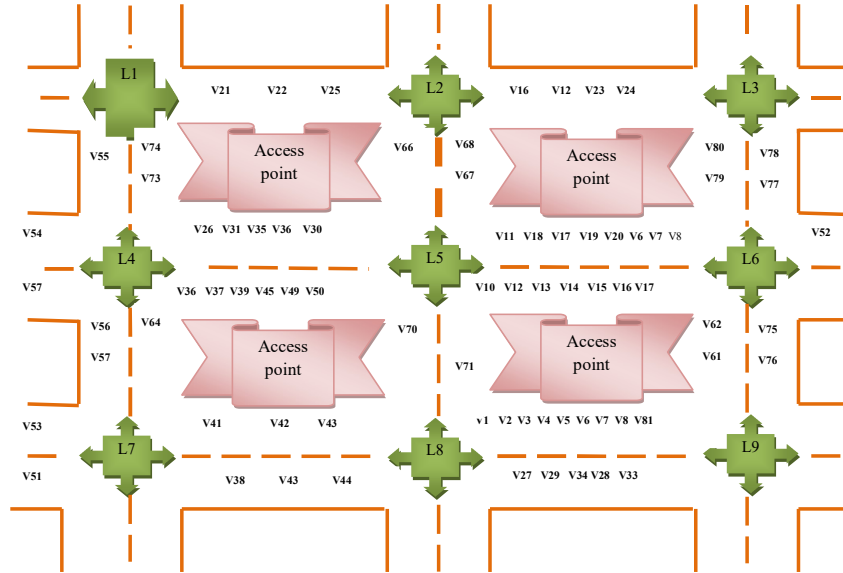 L1 L2 L3
V21 V22 V25 V16 V12 V23 V24
V55 V74 Access point V66 V68 Access point V80 V78
V73 V67 V79 V77
V54 V26 V31 V35 V36 V30 V11 V18 V17 V19 V20 V6 V7 V8 V52
L4 L5 L6
V57 V36 V37 V39 V45 V49 V50 V10 V12 V13 V14 V15 V16 V17
V56 V64 Access point V70 Access point V62 V75
V57 V71 V61 V76
V53 V41 V42 V43 v1 V2 V3 V4 V5 V6 V7 V8 V81
L7 L8 L9
V51 V38 V43 V44 V27 V29 V34 V28 V33